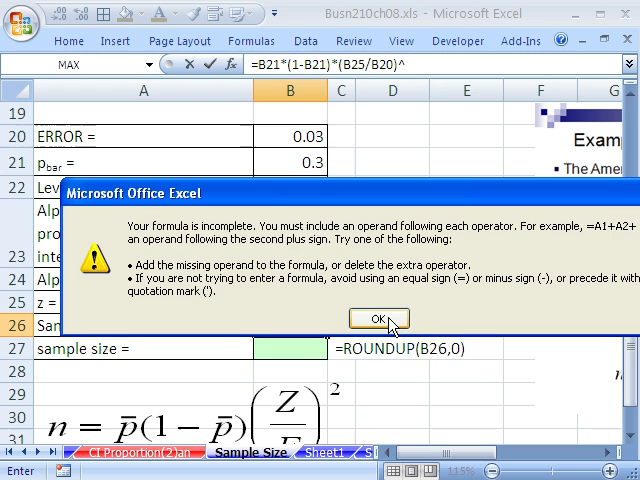 Busn210ch08.xls - Microsoft Excel
Home Insert Page Layout Formulas Data Review View Developer Add-Ins
MAX =B21*(1-B21)*(B25/B20)^
A B C D E F G
19
20 ERROR = 0.03
21 pbar = 0.3
22 Lev
Alp
pro
23 inte
24 Alp
25 z =
26 Sam
27 sample size = =ROUNDUP(B26,0)
28
29
30
31
Exam
The Amer
Microsoft Office Excel
Your formula is incomplete. You must include an operand following each operator. For example, =A1+A2+
an operand following the second plus sign. Try one of the following:
• Add the missing operand to the formula, or delete the extra operator.
• If you are not trying to enter a formula, avoid using an equal sign (=) or minus sign (-), or precede it with
quotation mark (').
OK
n = p̄(1 − p̄)(Z/E)²
n
CI Proportion(2)an Sample Size Sheet1 S
Enter 115%